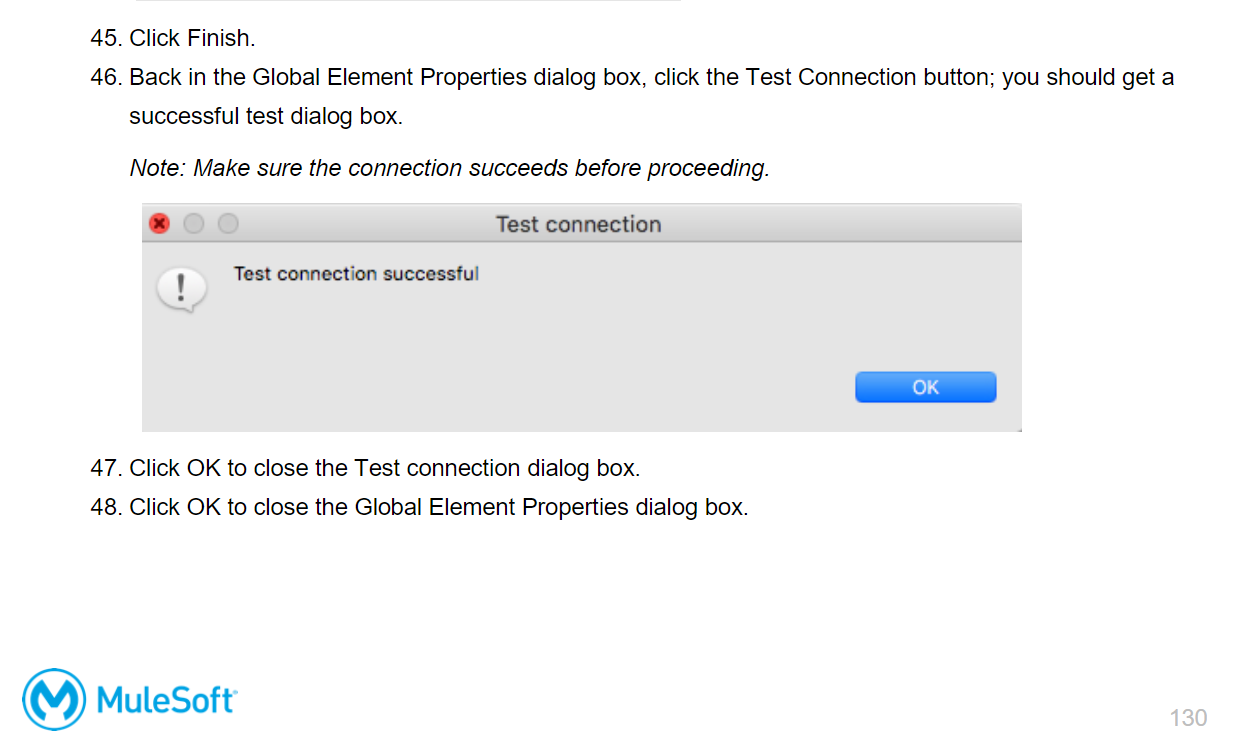 45. Click Finish.
46. Back in the Global Element Properties dialog box, click the Test Connection button; you should get a
successful test dialog box.
Note: Make sure the connection succeeds before proceeding.
Test connection
Test connection successful
OK
47. Click OK to close the Test connection dialog box.
48. Click OK to close the Global Element Properties dialog box.
MuleSoft
130